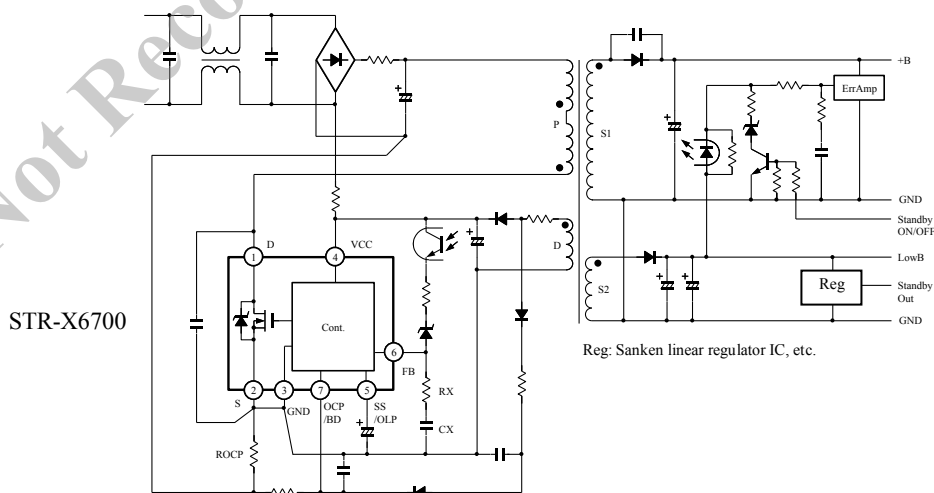 Not Reco
+B
ErrAmp
P
S1
GND
Standby
ON/OFF
D
VCC
D
LowB
1
4
S2
Reg
Standby
Out
STR-X6700
Cont.
GND
6
FB
Reg: Sanken linear regulator IC, etc.
2
3
7
5
S
GND
OCP
/BD
SS
/OLP
RX
CX
ROCP